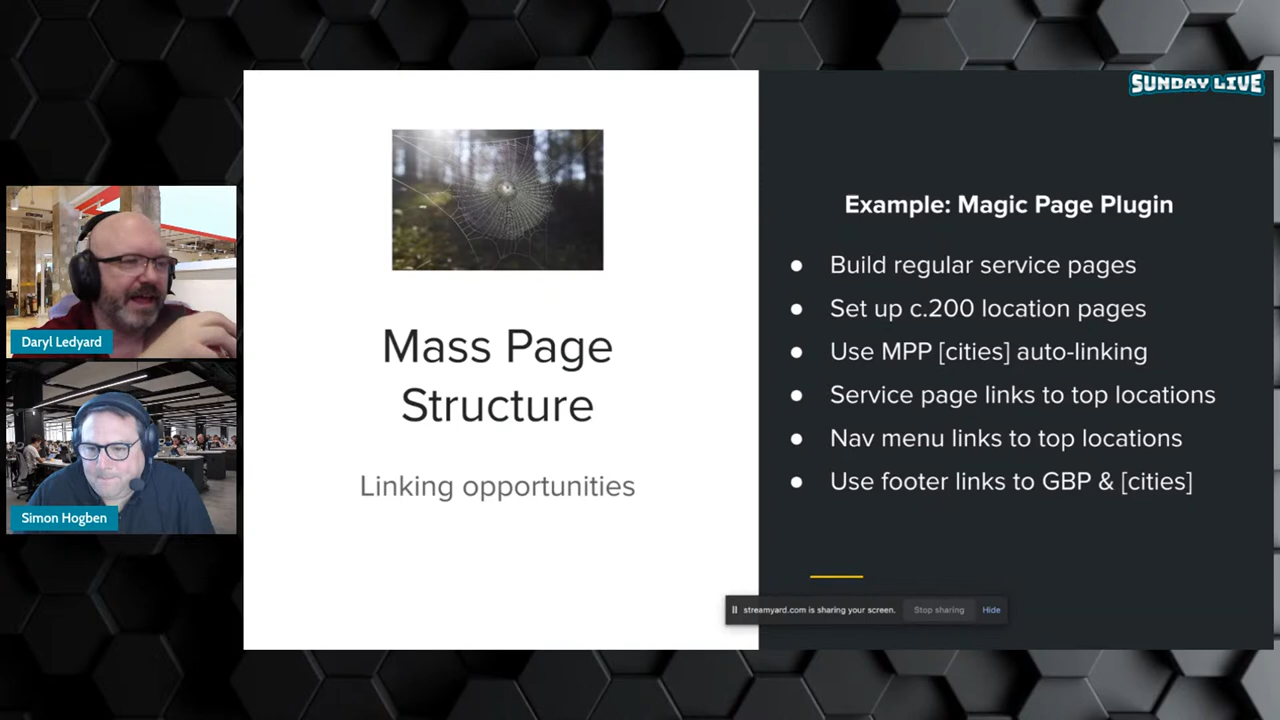 SUNDAY LIVE
Daryl Ledyard
Simon Hogben
Mass Page
Structure
Linking opportunities
Example: Magic Page Plugin
● Build regular service pages
● Set up c.200 location pages
● Use MPP [cities] auto-linking
● Service page links to top locations
● Nav menu links to top locations
● Use footer links to GBP & [cities]
streamyard.com is sharing your screen. Stop sharing Hide